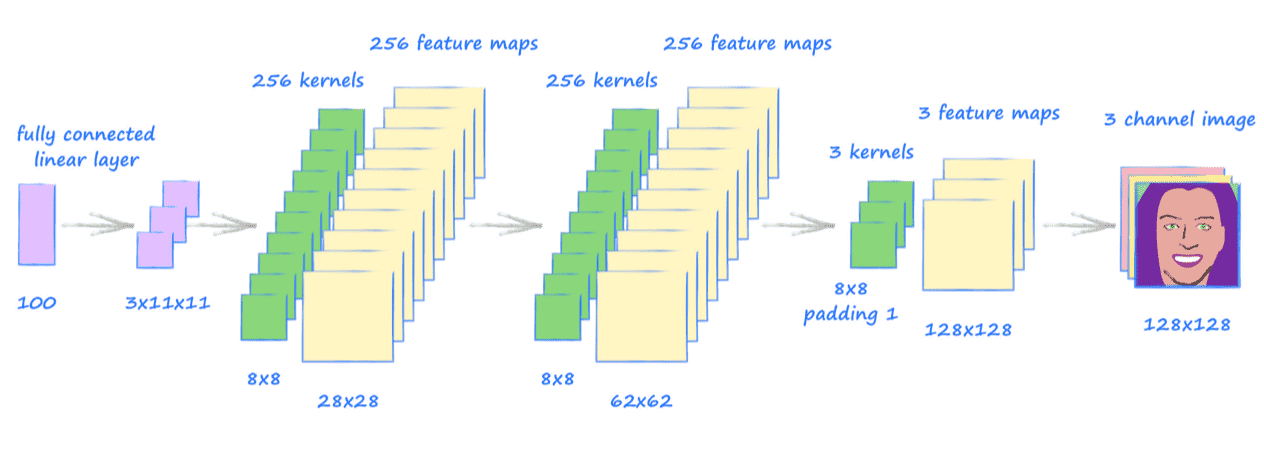 fully connected
linear layer
100
3x11x11
256 kernels
256 feature maps
8x8
28x28
256 kernels
256 feature maps
8x8
62x62
3 kernels
3 feature maps
8x8
padding 1
128x128
3 channel image
128x128